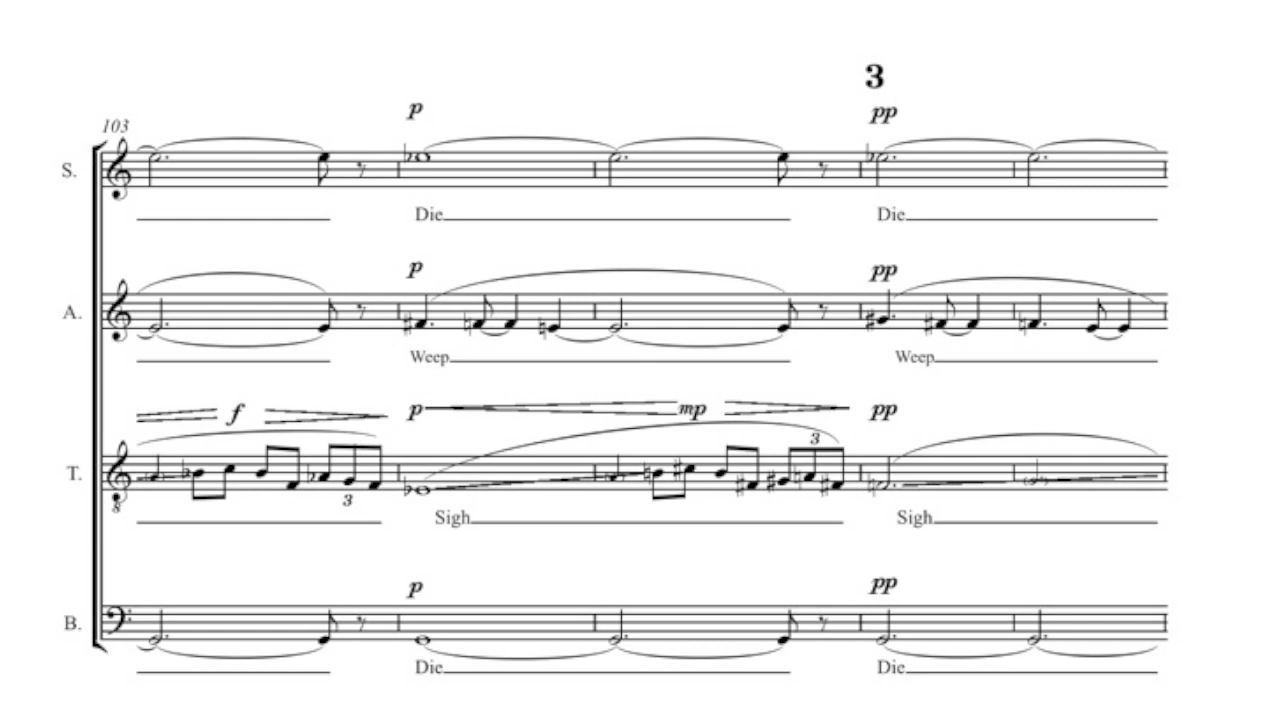 3
p pp
103
S.
Die Die
p pp
A.
Weep Weep
f p mp pp
3
T.
8
3
Sigh Sigh
p pp
B.
Die Die